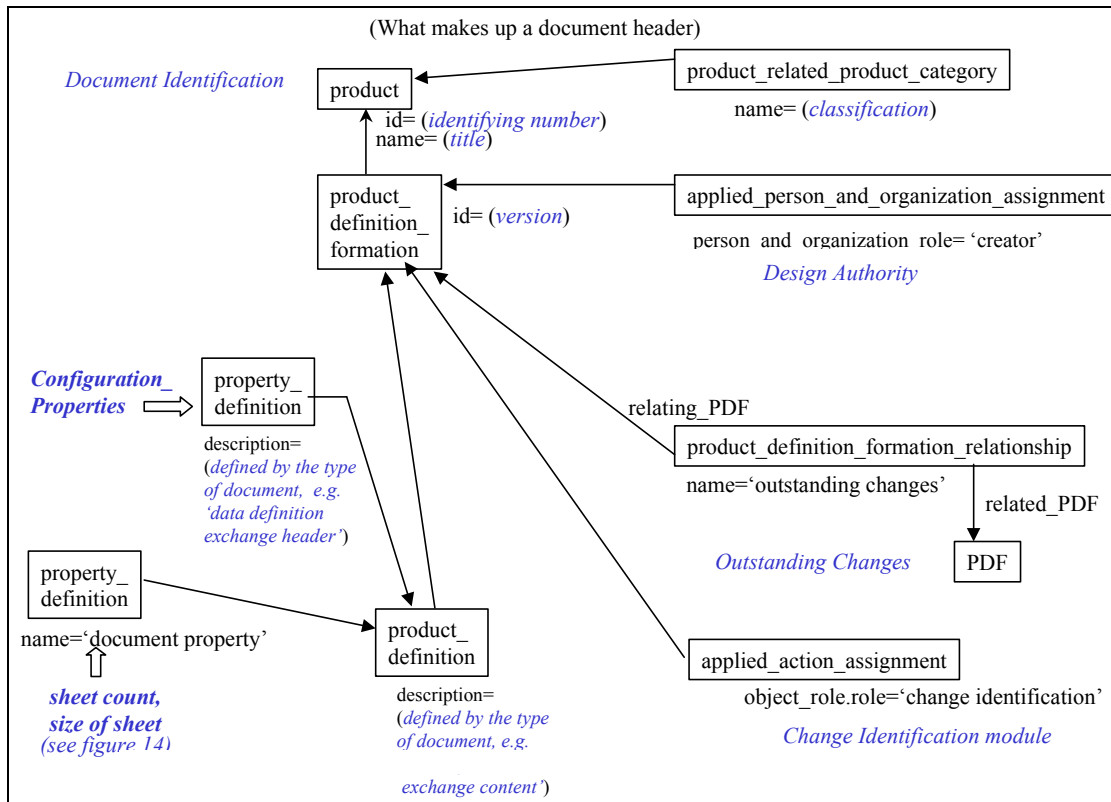 (What makes up a document header)
Document Identification
product
product_related_product_category
id= (identifying number)
name= (title)
name= (classification)
product_
definition_
formation
id= (version)
applied_person_and_organization_assignment
person and organization role= ‘creator’
Design Authority
Configuration_
Properties
property_
definition
description=
(defined by the type
of document, e.g.
‘data definition
exchange header’)
relating_PDF
product_definition_formation_relationship
name=‘outstanding changes’
related_PDF
Outstanding Changes
PDF
property_
definition
name=‘document property’
sheet count,
size of sheet
(see figure 14)
product_
definition
description=
(defined by the type
of document, e.g.
exchange content’)
applied_action_assignment
object_role.role=‘change identification’
Change Identification module